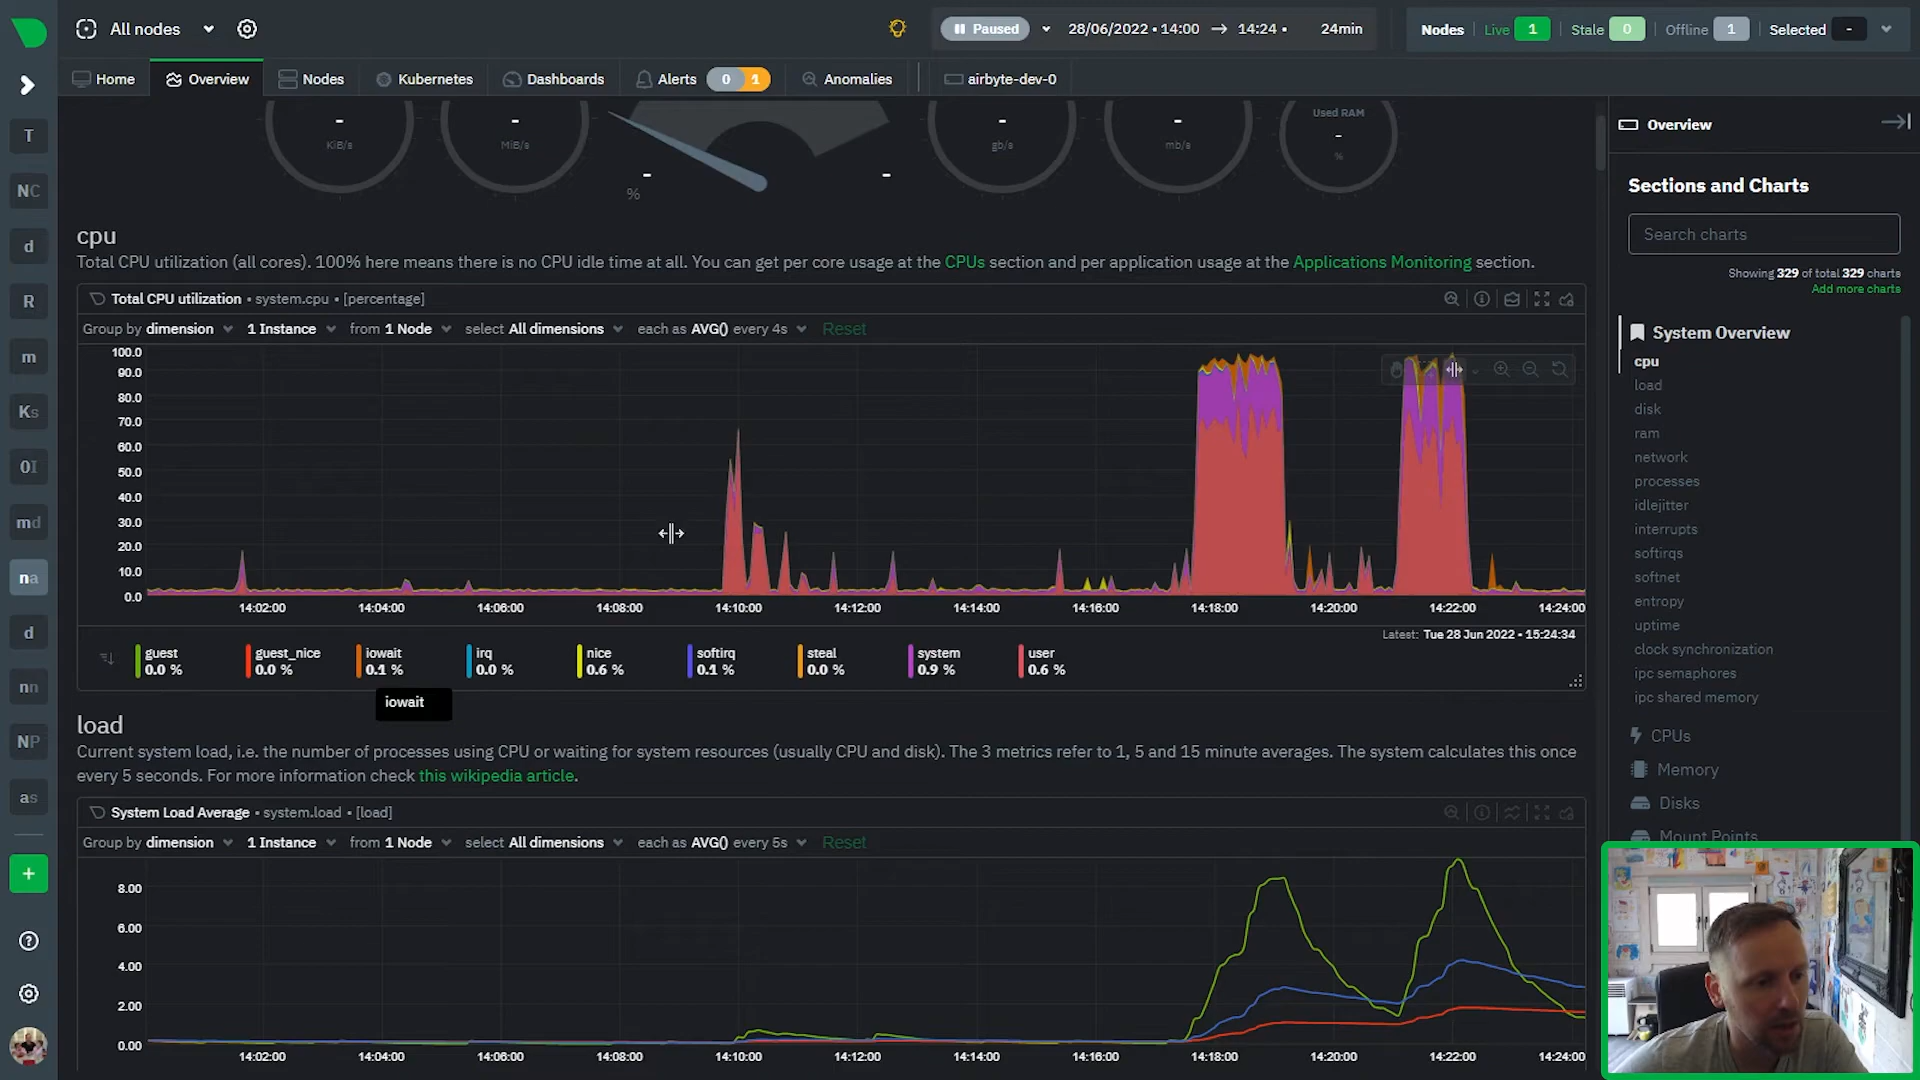 All nodes
Paused 28/06/2022 • 14:00 → 14:24 • 24min
Nodes Live 1 Stale 0 Offline 1 Selected -
Home Overview Nodes Kubernetes Dashboards Alerts 0 1 Anomalies airbyte-dev-0
T
NC
d
R
m
Ks
OI
md
na
d
nn
NP
as
+
- KiB/s
- MiB/s
- - %
- gb/s
- mb/s
Used RAM - %
cpu
Total CPU utilization (all cores). 100% here means there is no CPU idle time at all. You can get per core usage at the CPUs section and per application usage at the Applications Monitoring section.
Total CPU utilization • system.cpu • [percentage]
Group by dimension 1 Instance from 1 Node select All dimensions each as AVG() every 4s Reset
100.0
90.0
80.0
70.0
60.0
50.0
40.0
30.0
20.0
10.0
0.0
14:02:00 14:04:00 14:06:00 14:08:00 14:10:00 14:12:00 14:14:00 14:16:00 14:18:00 14:20:00 14:22:00 14:24:00
Latest: Tue 28 Jun 2022 • 15:24:34
guest guest_nice iowait irq nice softirq steal system user
0.0 % 0.0 % 0.1 % 0.0 % 0.6 % 0.1 % 0.0 % 0.9 % 0.6 %
iowait
load
Current system load, i.e. the number of processes using CPU or waiting for system resources (usually CPU and disk). The 3 metrics refer to 1, 5 and 15 minute averages. The system calculates this once
every 5 seconds. For more information check this wikipedia article.
System Load Average • system.load • [load]
Group by dimension 1 Instance from 1 Node select All dimensions each as AVG() every 5s Reset
8.00
6.00
4.00
2.00
0.00
14:02:00 14:04:00 14:06:00 14:08:00 14:10:00 14:12:00 14:14:00 14:16:00 14:18:00 14:20:00 14:22:00 14:24:00
Overview
Sections and Charts
Search charts
Showing 329 of total 329 charts
Add more charts
System Overview
cpu
load
disk
ram
network
processes
idlejitter
interrupts
softirqs
softnet
entropy
uptime
clock synchronization
ipc semaphores
ipc shared memory
CPUs
Memory
Disks
Mount Points